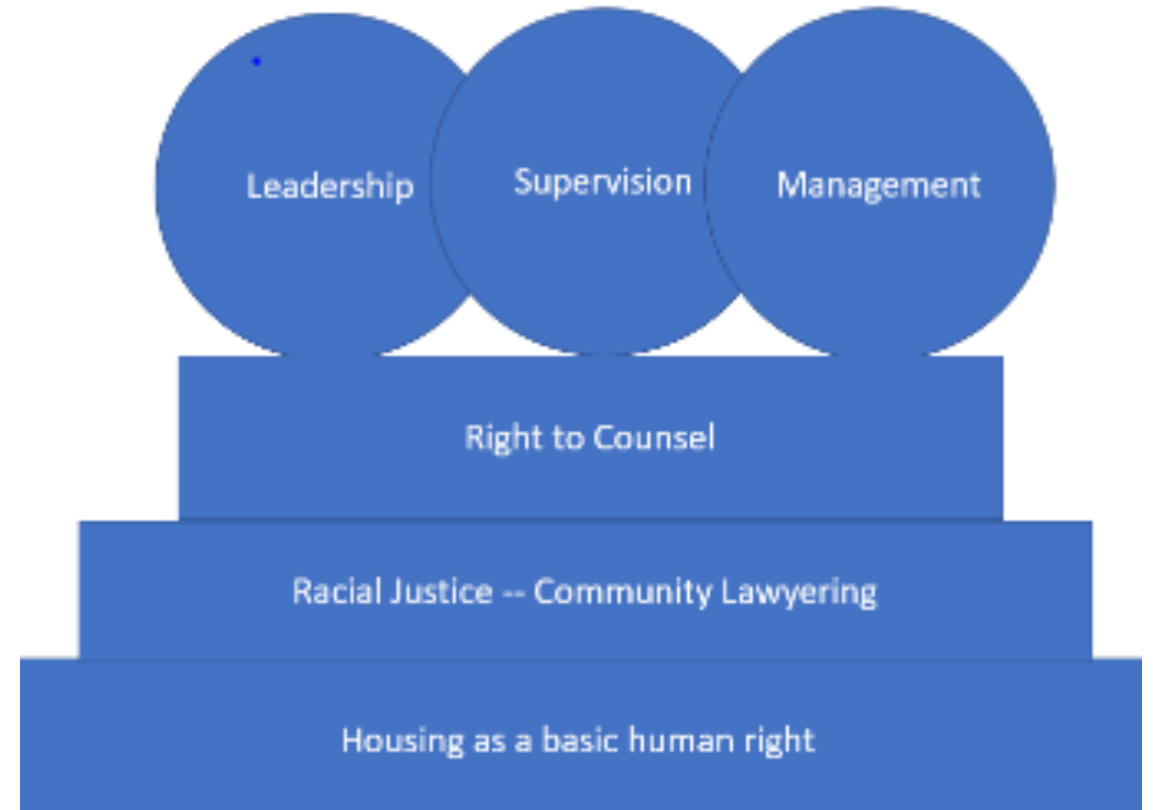 Leadership
Supervision
Management
Right to Counsel
Racial Justice -- Community Lawyering
Housing as a basic human right